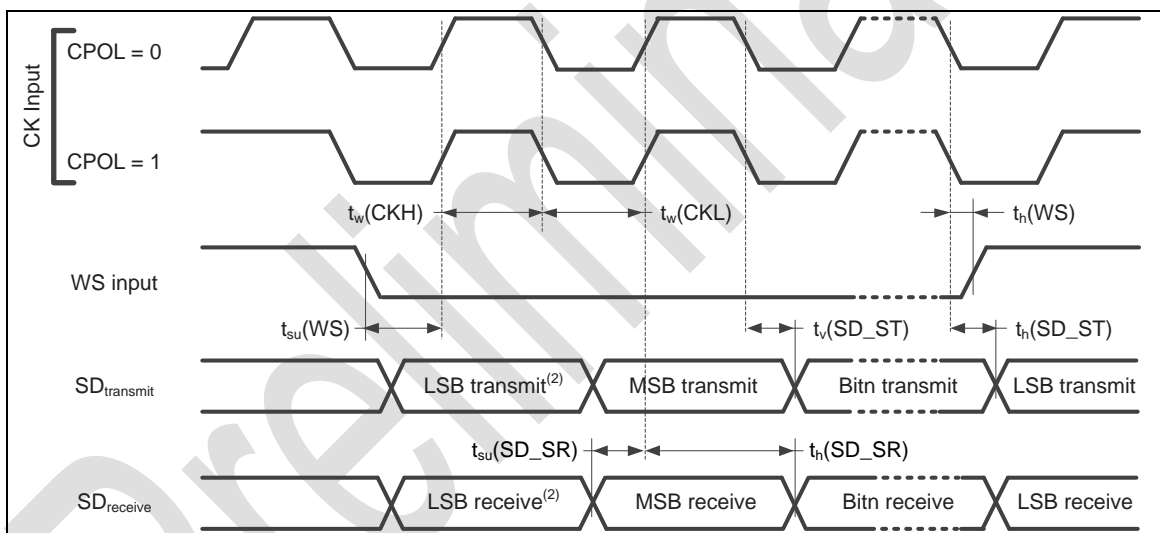 CK Input
CPOL = 0
CPOL = 1
tw(CKH)
tw(CKL)
th(WS)
WS input
tsu(WS)
tv(SD_ST)
th(SD_ST)
SDtransmit
LSB transmit(2)
MSB transmit
Bitn transmit
LSB transmit
tsu(SD_SR)
th(SD_SR)
SDreceive
LSB receive(2)
MSB receive
Bitn receive
LSB receive